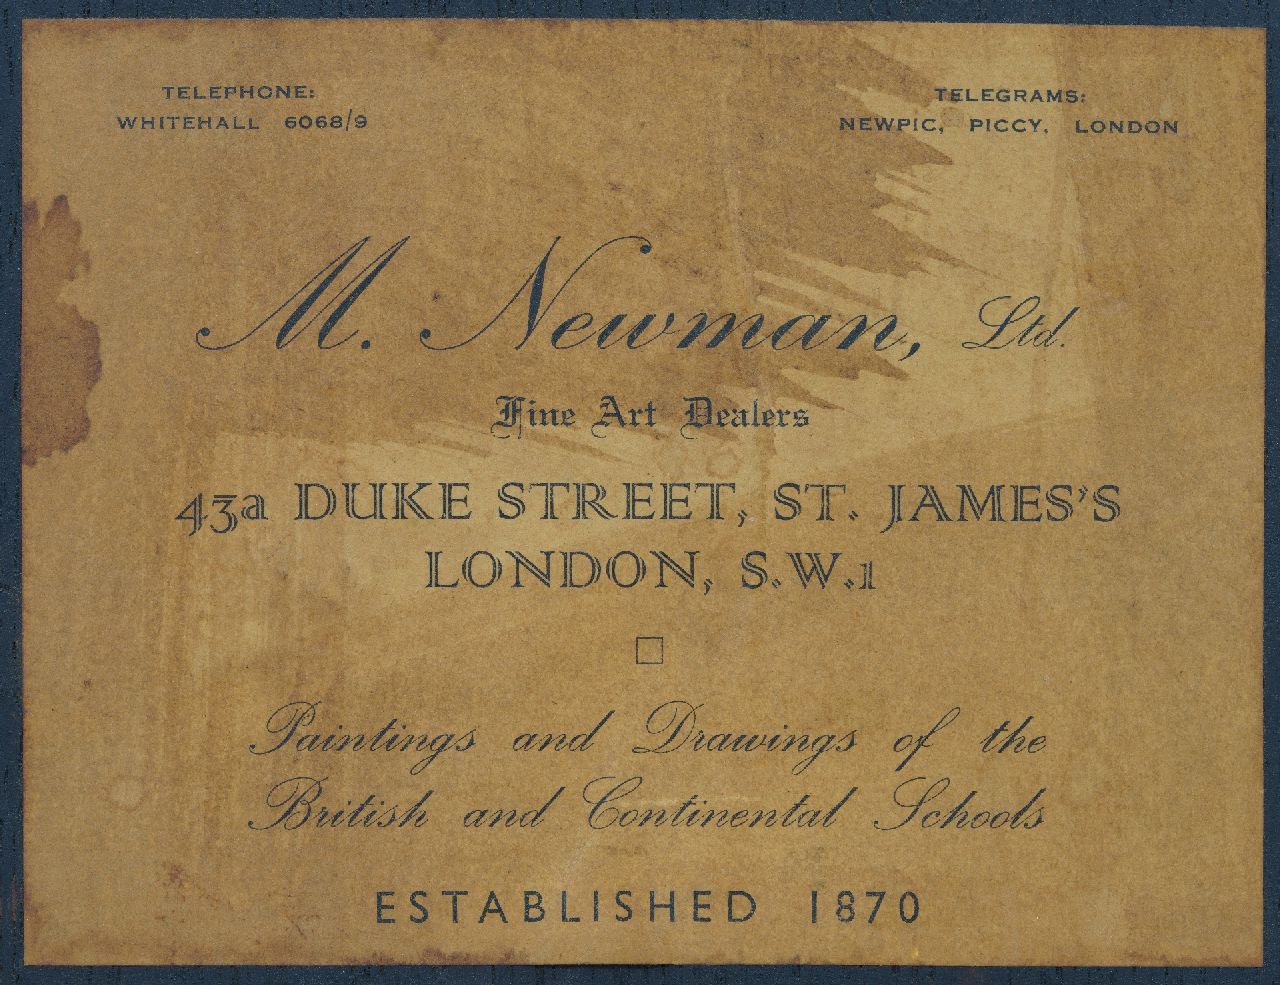 TELEPHONE:
WHITEHALL 6068/9
TELEGRAMS:
NEWPIC, PICCY, LONDON
M. Newman, Ltd.
Fine Art Dealers
43a DUKE STREET, ST. JAMES'S
LONDON, S.W.1
Paintings and Drawings of the
British and Continental Schools
ESTABLISHED 1870